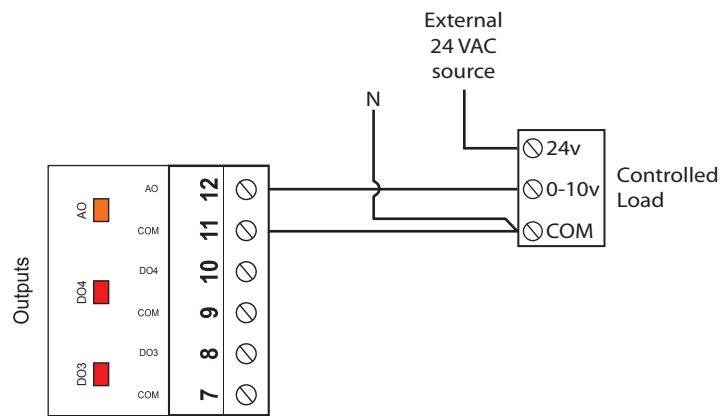 External
24 VAC
source
N
24v
0-10v
COM
Controlled
Load
Outputs
AO
AO
12
COM
11
DO4
DO4
10
COM
9
DO3
DO3
8
COM
7